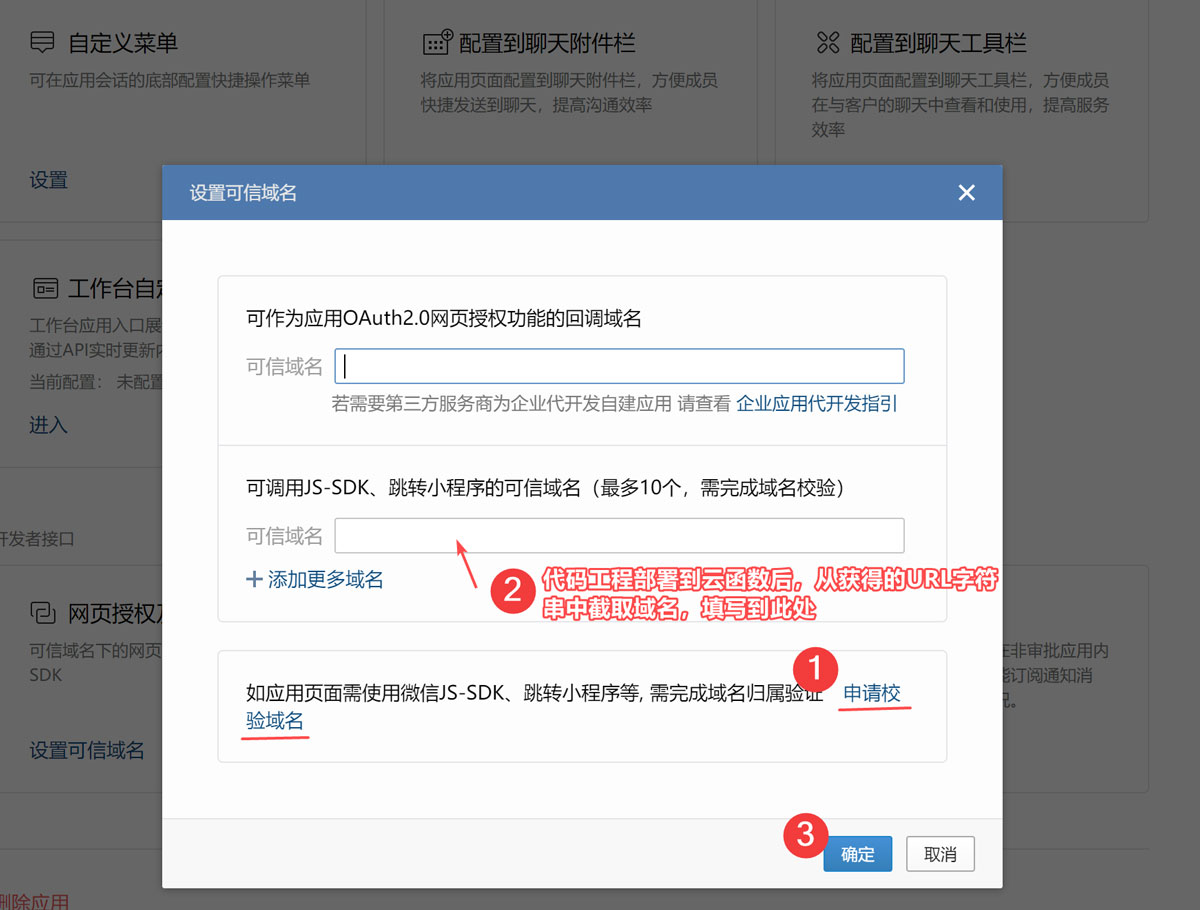 自定义菜单
可在应用会话的底部配置快捷操作菜单
设置
配置到聊天附件栏
将应用页面配置到聊天附件栏，方便成员
快捷发送到聊天，提高沟通效率
配置到聊天工具栏
将应用页面配置到聊天工具栏，方便成员
在与客户的聊天中查看和使用，提高服务
效率
工作台自定
工作台应用入口展
通过API实时更新内
当前配置： 未配置
进入
开发者接口
网页授权及
可信域名下的网页
SDK
设置可信域名
在非审批应用内
能订阅通知消
删除应用
设置可信域名
可作为应用OAuth2.0网页授权功能的回调域名
可信域名
若需要第三方服务商为企业代开发自建应用 请查看 企业应用代开发指引
可调用JS-SDK、跳转小程序的可信域名（最多10个，需完成域名校验）
可信域名
+ 添加更多域名
2 代码工程部署到云函数后，从获得的URL字符
串中截取域名，填写到此处
1
如应用页面需使用微信JS-SDK、跳转小程序等, 需完成域名归属验证 申请校
验域名
3
确定
取消